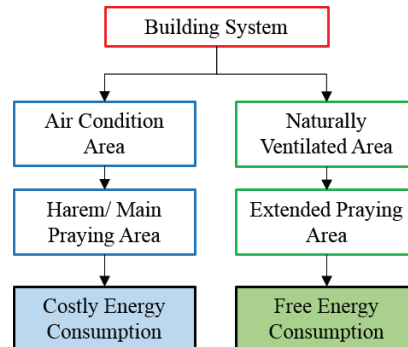 Building System
Air Condition
Area
Naturally
Ventilated Area
Harem/ Main
Praying Area
Extended Praying
Area
Costly Energy
Consumption
Free Energy
Consumption